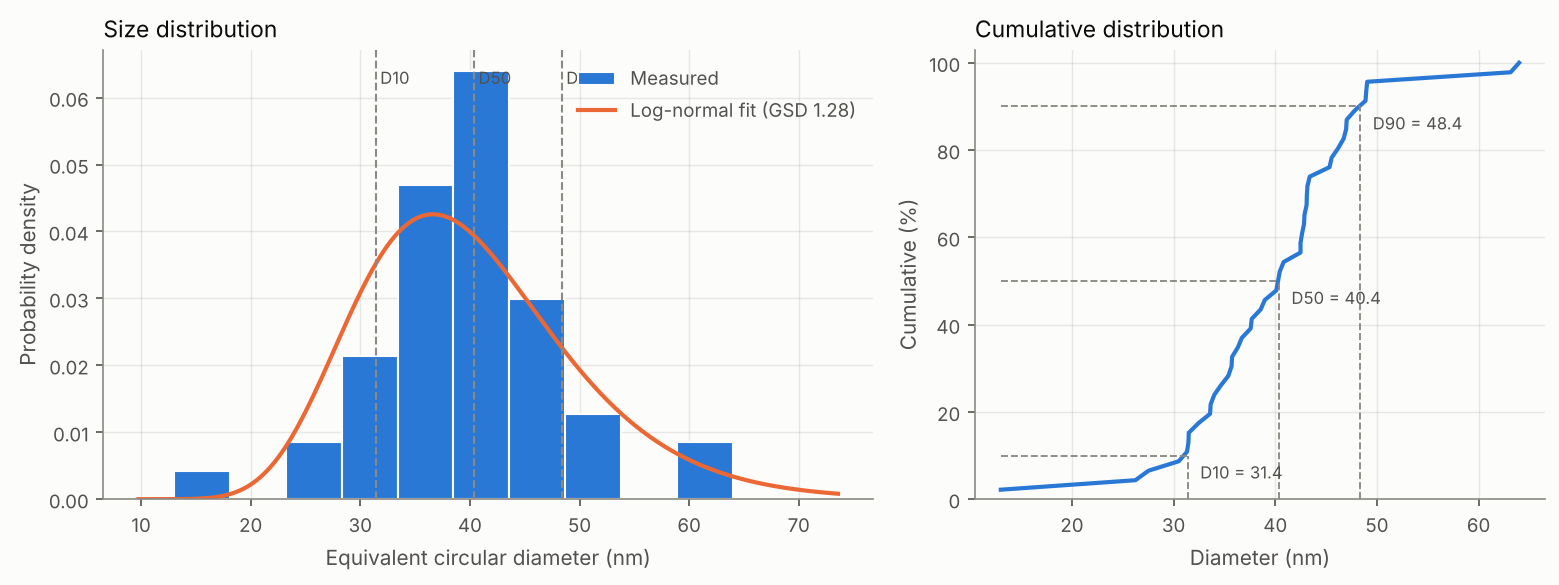 Size distribution
Cumulative distribution
D10
D50
D
Measured
Log-normal fit (GSD 1.28)
Probability density
0.06
0.05
0.04
0.03
0.02
0.01
0.00
10
20
30
40
50
60
70
Equivalent circular diameter (nm)
Cumulative (%)
100
80
60
40
20
0
D90 = 48.4
D50 = 40.4
D10 = 31.4
20
30
40
50
60
Diameter (nm)